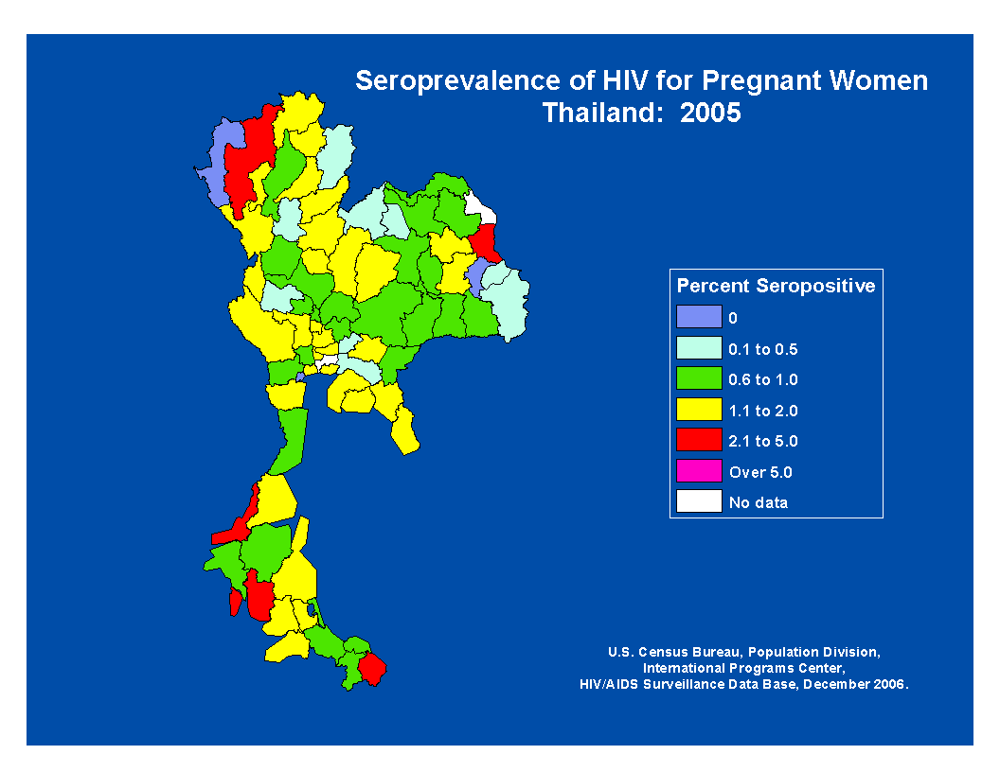 Seroprevalence of HIV for Pregnant Women
Thailand: 2005
Percent Seropositive
0
0.1 to 0.5
0.6 to 1.0
1.1 to 2.0
2.1 to 5.0
Over 5.0
No data
U.S. Census Bureau, Population Division,
International Programs Center,
HIV/AIDS Surveillance Data Base, December 2006.